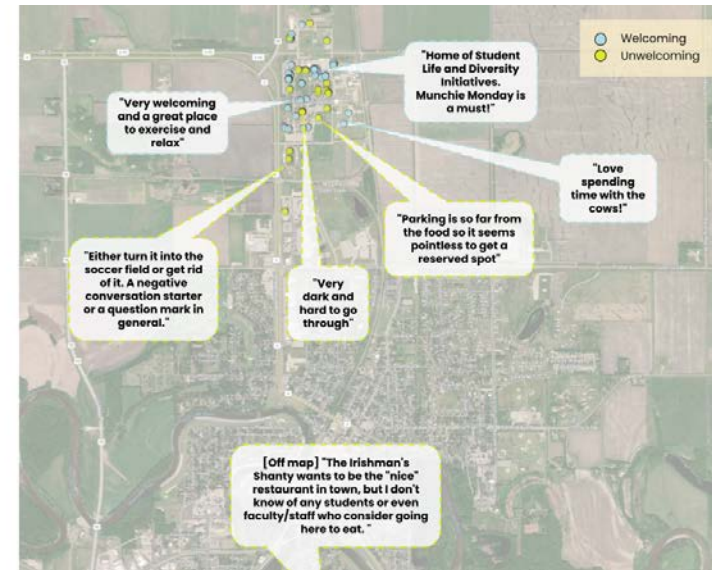 Welcoming
Unwelcoming
"Home of Student
Life and Diversity
Initiatives.
Munchie Monday is
a must!"
"Very welcoming
and a great place
to exercise and
relax"
"Love
spending
time with the
cows!"
"Parking is so far from
the food so it seems
pointless to get a
reserved spot"
"Either turn it into the
soccer field or get rid
of it. A negative
conversation starter
or a question mark in
general."
"Very
dark and
hard to go
through"
[Off map] "The Irishman's
Shanty wants to be the "nice"
restaurant in town, but I don't
know of any students or even
faculty/staff who consider going
here to eat. "